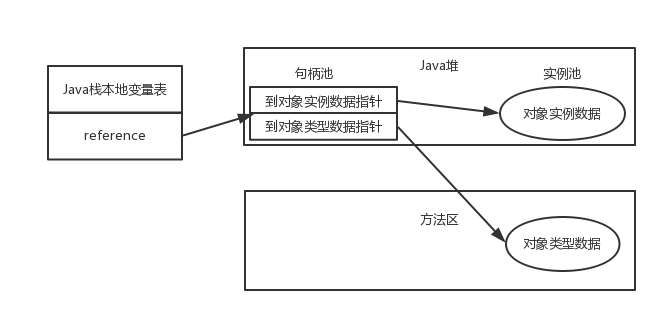 Java堆
句柄池
实例池
Java栈本地变量表
到对象实例数据指针
对象实例数据
到对象类型数据指针
reference
方法区
对象类型数据